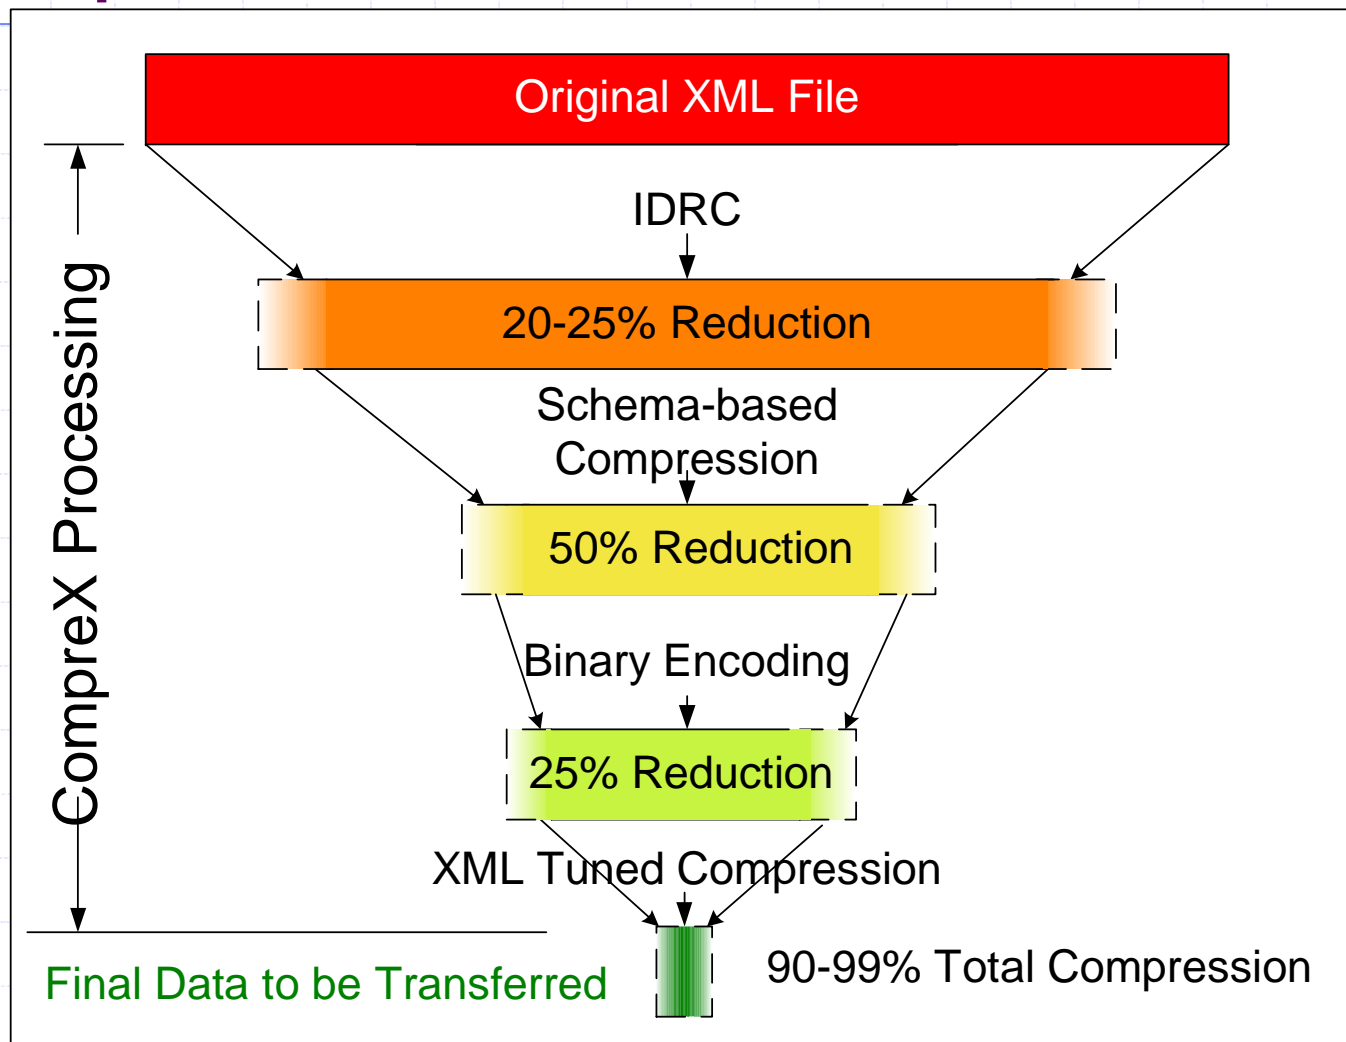 Original XML File
IDRC
20-25% Reduction
Schema-based
Compression
50% Reduction
Binary Encoding
25% Reduction
XML Tuned Compression
90-99% Total Compression
Final Data to be Transferred
CompreX Processing